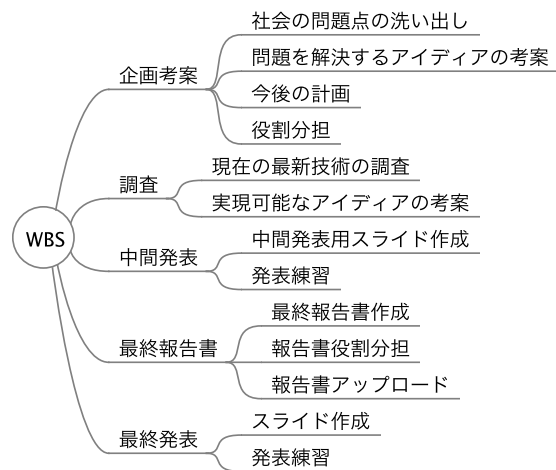 WBS
企画考案
社会の問題点の洗い出し
問題を解決するアイディアの考案
今後の計画
役割分担
調査
現在の最新技術の調査
実現可能なアイディアの考案
中間発表
中間発表用スライド作成
発表練習
最終報告書
最終報告書作成
報告書役割分担
報告書アップロード
最終発表
スライド作成
発表練習